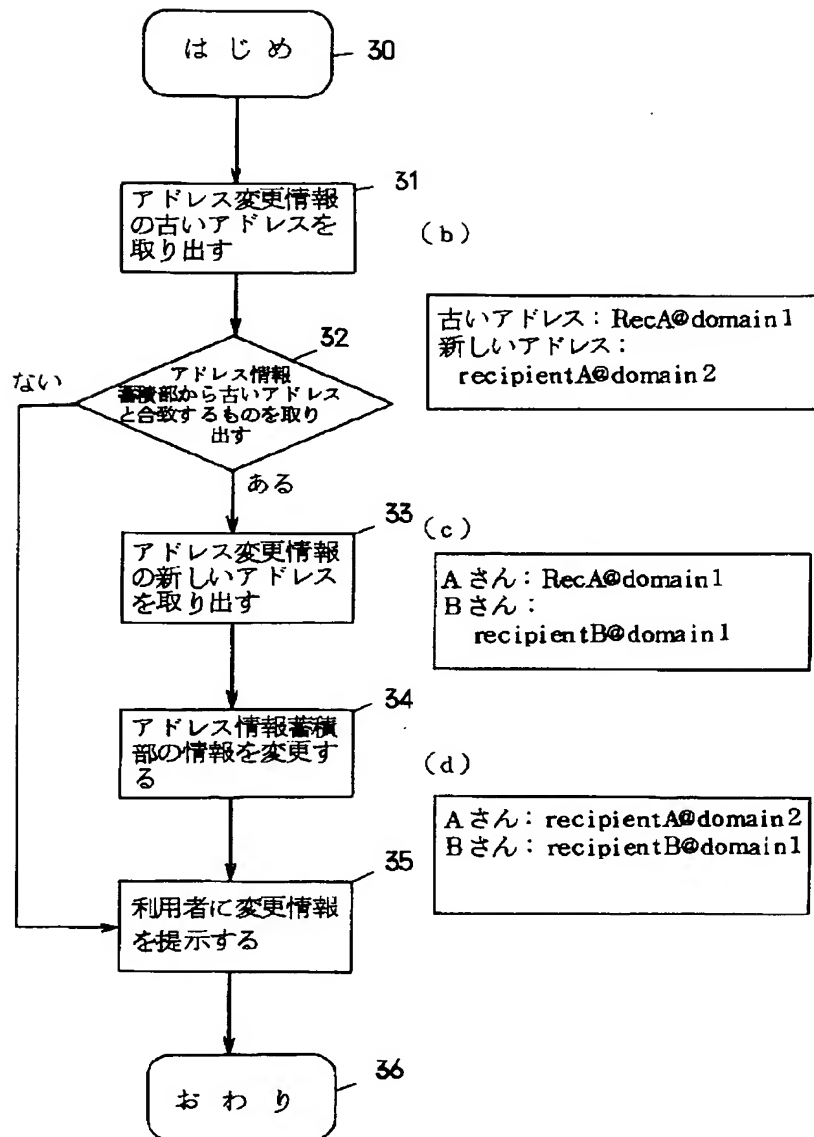 はじめ
30
31
アドレス変更情報
の古いアドレスを
取り出す
(b)
古いアドレス：RecA@domain1
新しいアドレス：
recipientA@domain2
32
アドレス情報
蓄積部から古いアドレス
と合致するものを取り
出す
ない
ある
33
アドレス変更情報
の新しいアドレス
を取り出す
(c)
Aさん：RecA@domain1
Bさん：
recipientB@domain1
34
アドレス情報蓄積
部の情報を変更す
る
(d)
Aさん：recipientA@domain2
Bさん：recipientB@domain1
35
利用者に変更情報
を提示する
36
おわり